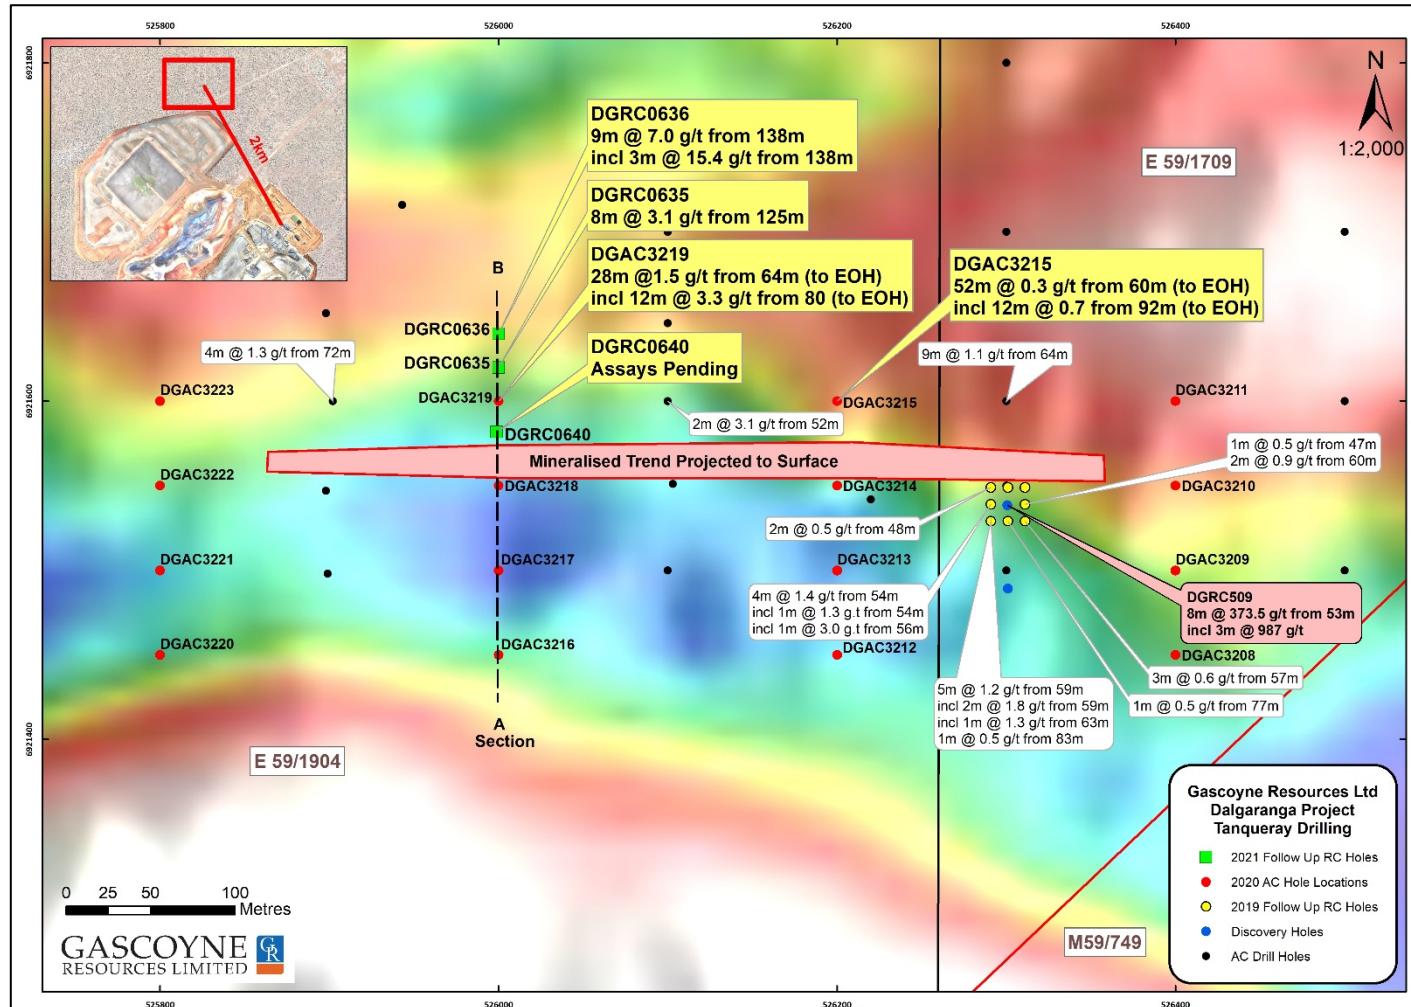 525800
526000
526200
526400
6921800
6921600
6921400
2km
N
1:2,000
DGRC0636
9m @ 7.0 g/t from 138m
incl 3m @ 15.4 g/t from 138m
DGRC0635
8m @ 3.1 g/t from 125m
DGAC3219
28m @1.5 g/t from 64m (to EOH)
incl 12m @ 3.3 g/t from 80 (to EOH)
DGRC0640
Assays Pending
DGAC3215
52m @ 0.3 g/t from 60m (to EOH)
incl 12m @ 0.7 from 92m (to EOH)
E 59/1709
B
DGRC0636
DGRC0635
4m @ 1.3 g/t from 72m
9m @ 1.1 g/t from 64m
DGAC3223
DGAC3219
DGAC3215
DGAC3211
2m @ 3.1g/t from 52m
DGRC0640
1m @ 0.5 g/t from 47m
2m @ 0.9 g/t from 60m
Mineralised Trend Projected to Surface
DGAC3222
DGAC3218
DGAC3214
DGAC3210
2m @ 0.5 g/t from 48m
DGAC3221
DGAC3217
DGAC3213
DGAC3209
4m @ 1.4 g/t from 54m
incl 1m @ 1.3 g.t from 54m
incl 1m @ 3.0 g.t from 56m
DGRC509
8m @ 373.5 g/t from 53m
incl 3m @ 987 g/t
DGAC3220
DGAC3216
DGAC3212
DGAC3208
3m @ 0.6 g/t from 57m
1m @ 0.5 g/t from 77m
5m @ 1.2 g/t from 59m
incl 2m @ 1.8 g/t from 59m
incl 1m @ 1.3 g/t from 63m
1m @ 0.5 g/t from 83m
A
Section
E 59/1904
M59/749
Gascoyne Resources Ltd
Dalgaranga Project
Tanqueray Drilling
2021 Follow Up RC Holes
2020 AC Hole Locations
2019 Follow Up RC Holes
Discovery Holes
AC Drill Holes
0 25 50 100
Metres
GASCOYNE
RESOURCES LIMITED
GR
525800
526000
526200
526400